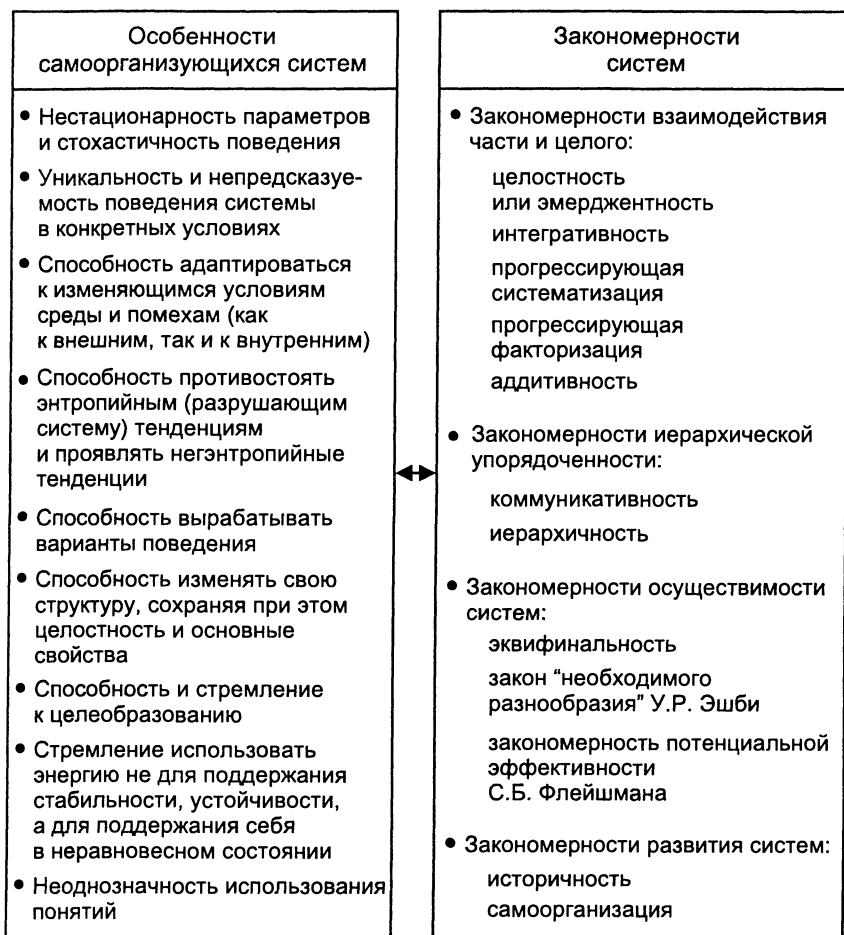 Особенности
самоорганизующихся систем
• Нестационарность параметров
и стохастичность поведения
• Уникальность и непредсказуе-
мость поведения системы
в конкретных условиях
• Способность адаптироваться
к изменяющимся условиям
среды и помехам (как
к внешним, так и к внутренним)
• Способность противостоять
энтропийным (разрушающим
систему) тенденциям
и проявлять негэнтропийные
тенденции
• Способность вырабатывать
варианты поведения
• Способность изменять свою
структуру, сохраняя при этом
целостность и основные
свойства
• Способность и стремление
к целеобразованию
• Стремление использовать
энергию не для поддержания
стабильности, устойчивости,
а для поддержания себя
в неравновесном состоянии
• Неоднозначность использования
понятий
Закономерности
систем
• Закономерности взаимодействия
части и целого:
целостность
или эмерджентность
интегративность
прогрессирующая
систематизация
прогрессирующая
факторизация
аддитивность
• Закономерности иерархической
упорядоченности:
коммуникативность
иерархичность
• Закономерности осуществимости
систем:
эквифинальность
закон “необходимого
разнообразия” У.Р. Эшби
закономерность потенциальной
эффективности
С.Б. Флейшмана
• Закономерности развития систем:
историчность
самоорганизация